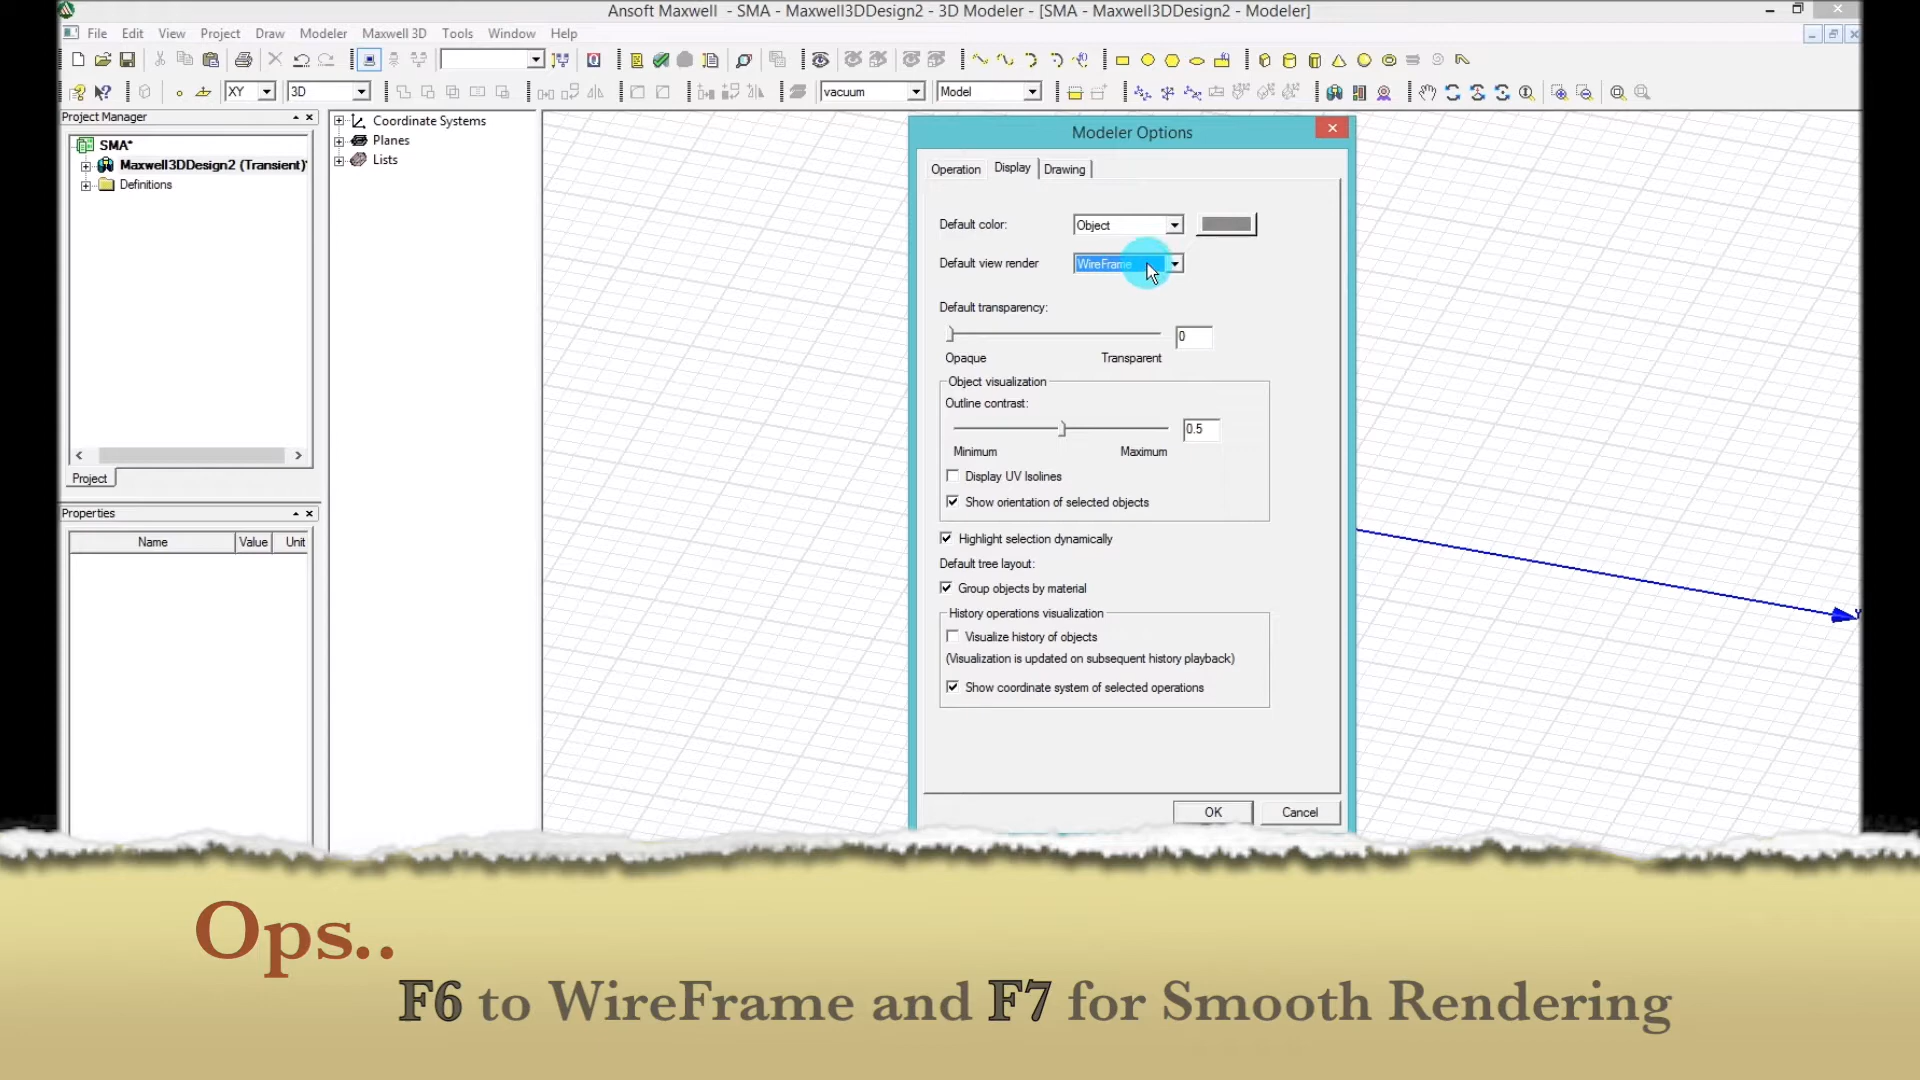 Ansoft Maxwell - SMA - Maxwell3DDesign2 - 3D Modeler - [SMA - Maxwell3DDesign2 - Modeler]
File Edit View Project Draw Modeler Maxwell 3D Tools Window Help
XY 3D vacuum Model
Project Manager
SMA*
Maxwell3DDesign2 (Transient)*
Definitions
Project
Properties
Name Value Unit
Coordinate Systems
Planes
Lists
Modeler Options
Operation Display Drawing
Default color: Object
Default view render WireFrame
Default transparency:
0
Opaque Transparent
Object visualization
Outline contrast:
0.5
Minimum Maximum
Display UV Isolines
Show orientation of selected objects
Highlight selection dynamically
Default tree layout:
Group objects by material
History operations visualization
Visualize history of objects
(Visualization is updated on subsequent history playback)
Show coordinate system of selected operations
OK Cancel
Y
Ops..
F6 to WireFrame and F7 for Smooth Rendering